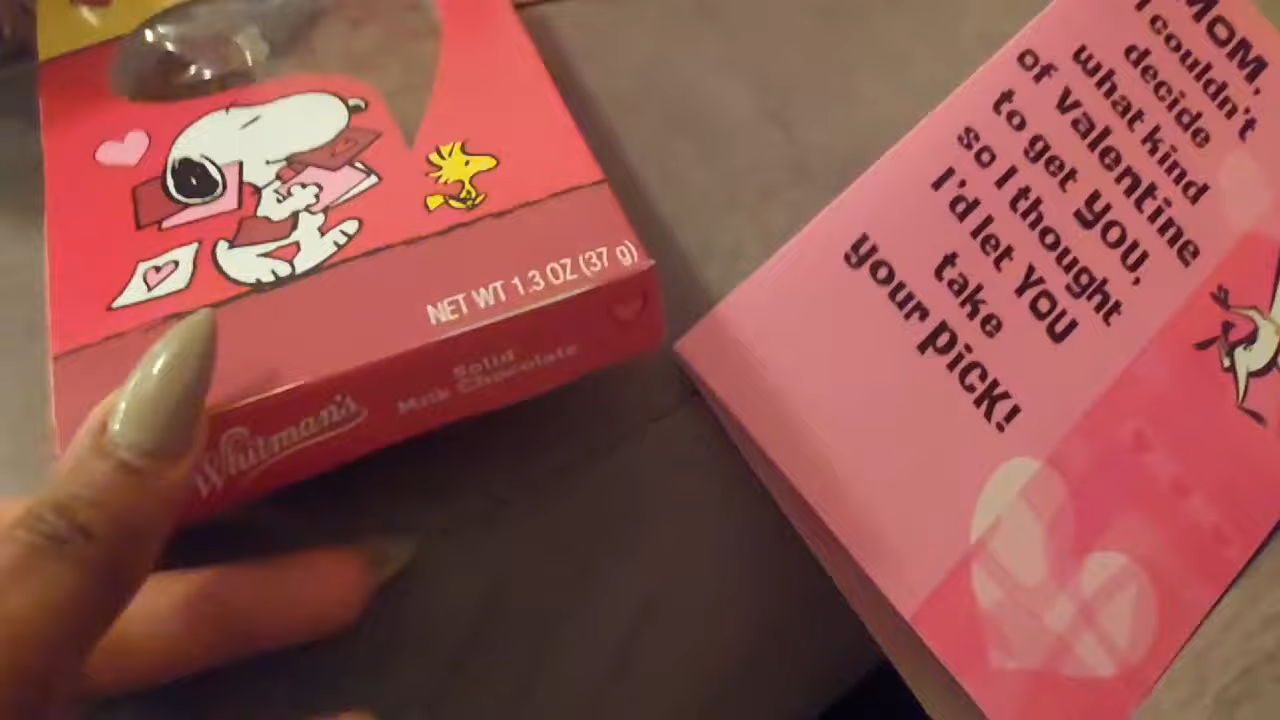 NET WT 1.3 OZ (37 g)
Solid
Milk Chocolate
Whitman's
MOM,
I couldn't
decide
what kind
of Valentine
to get YOU,
so I thought
I'd let YOU
take
your PiCK!